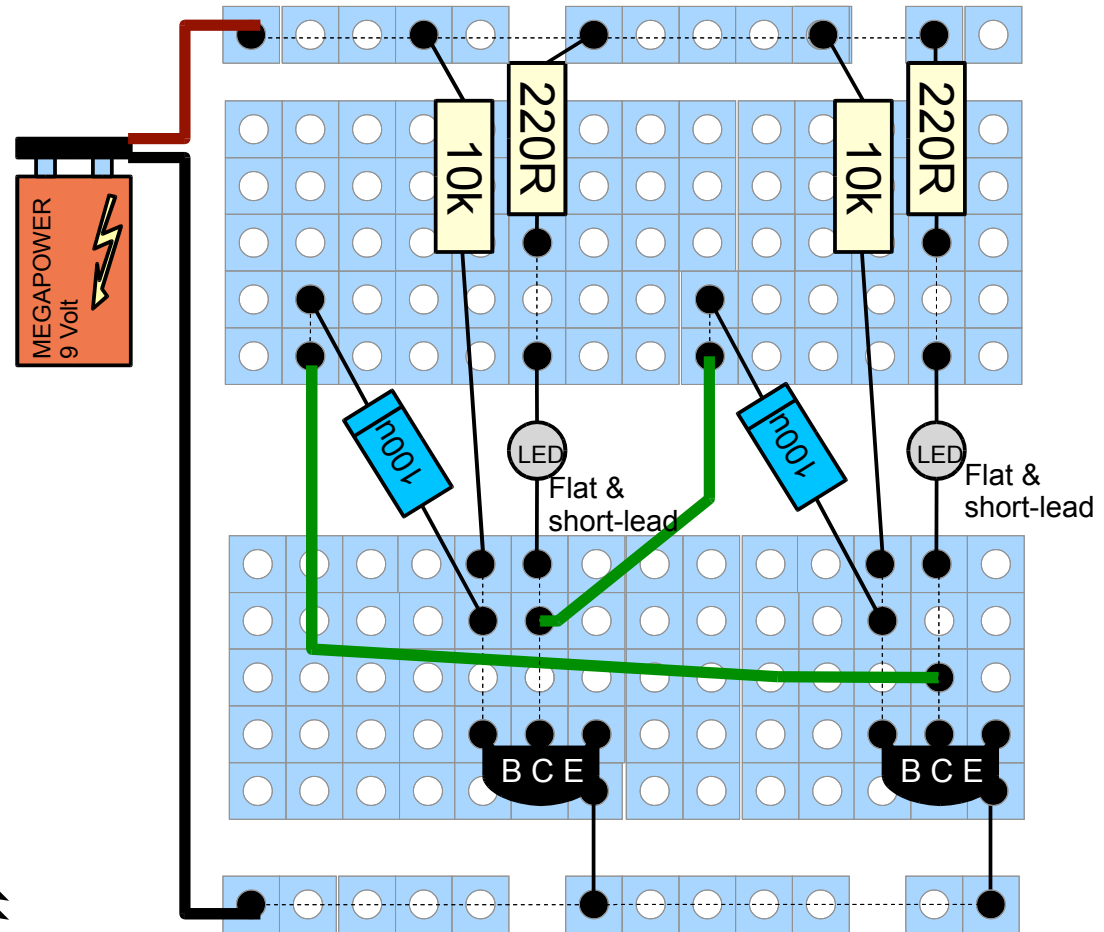 220R
220R
10k
10k
MEGAPOWER
9 Volt
100u
LED
Flat &
short-lead
100u
LED
Flat &
short-lead
B C E
B C E